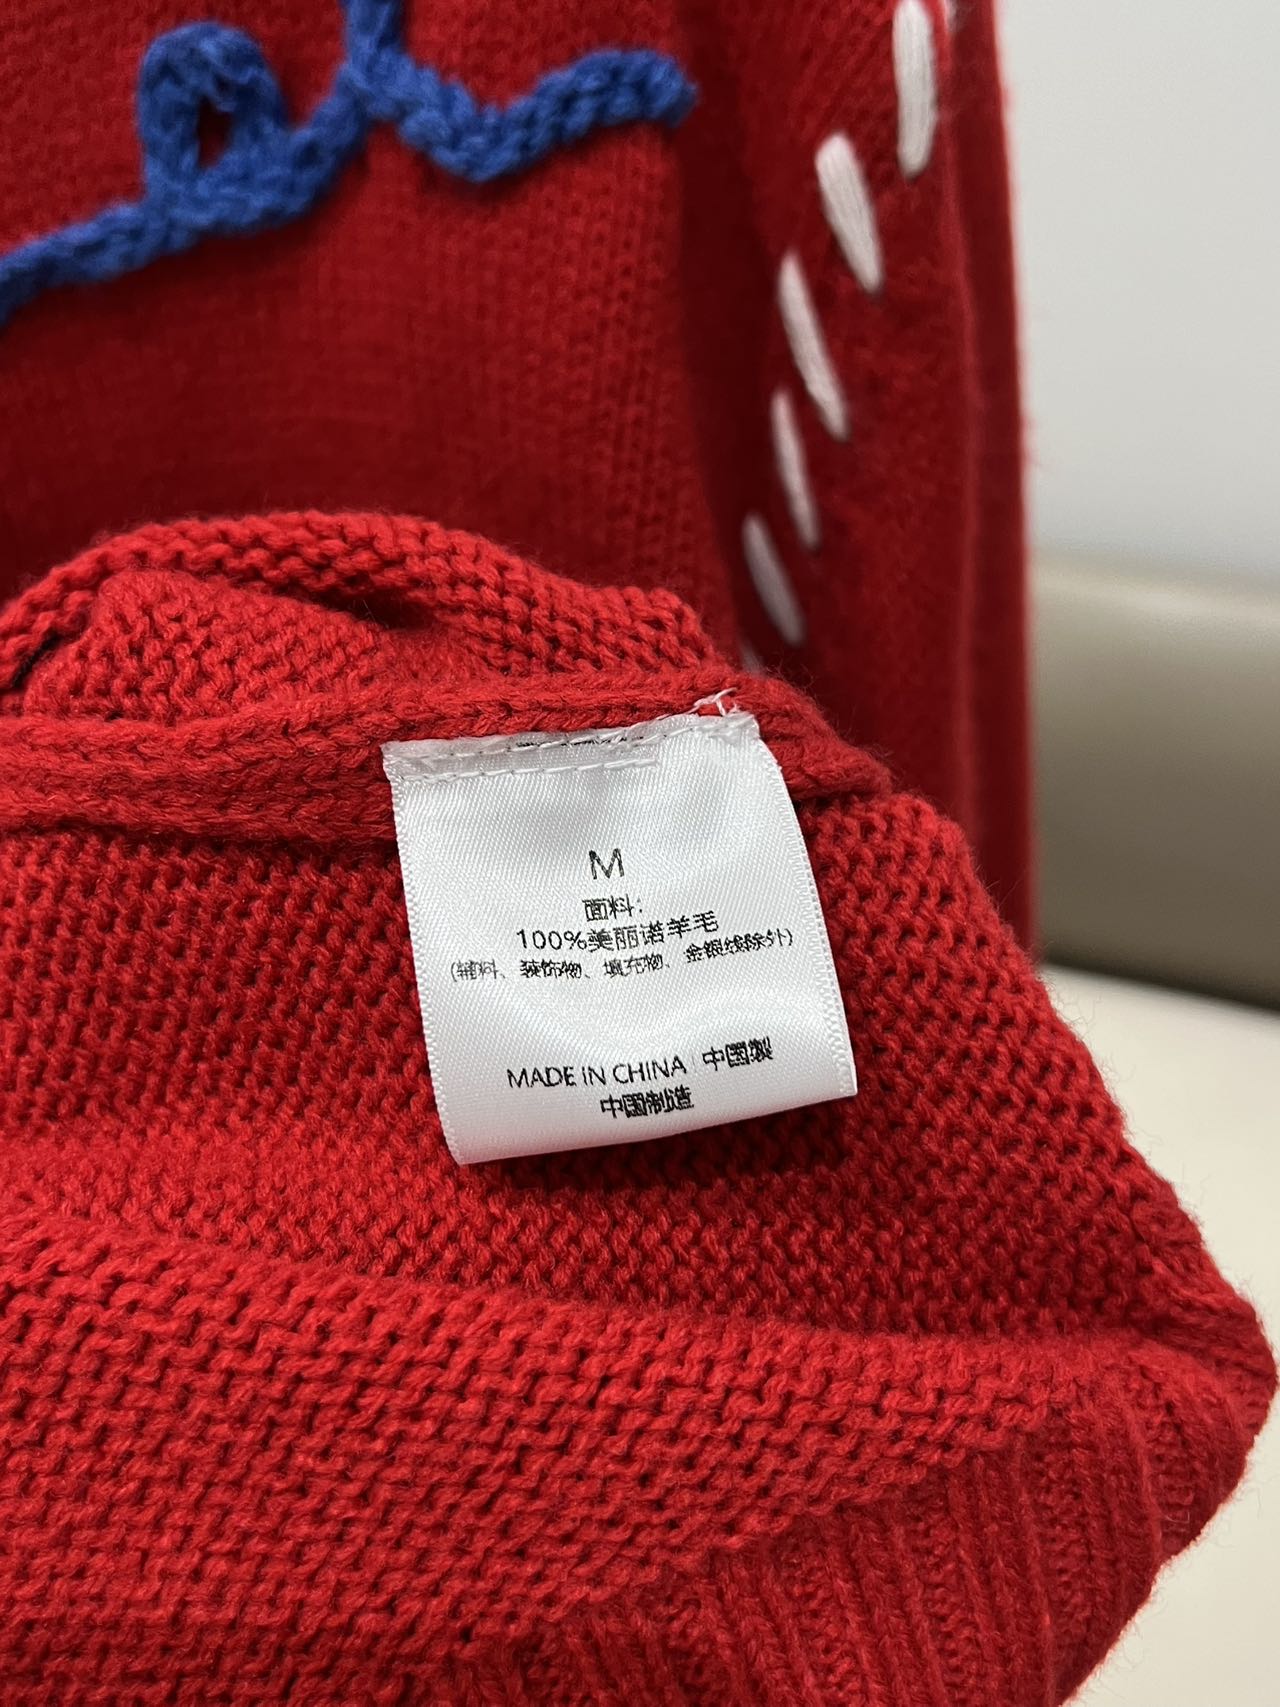 M
面料:
100%美丽诺羊毛
(辅料、装饰物、填充物、金银线除外)
MADE IN CHINA 中国製
中国制造